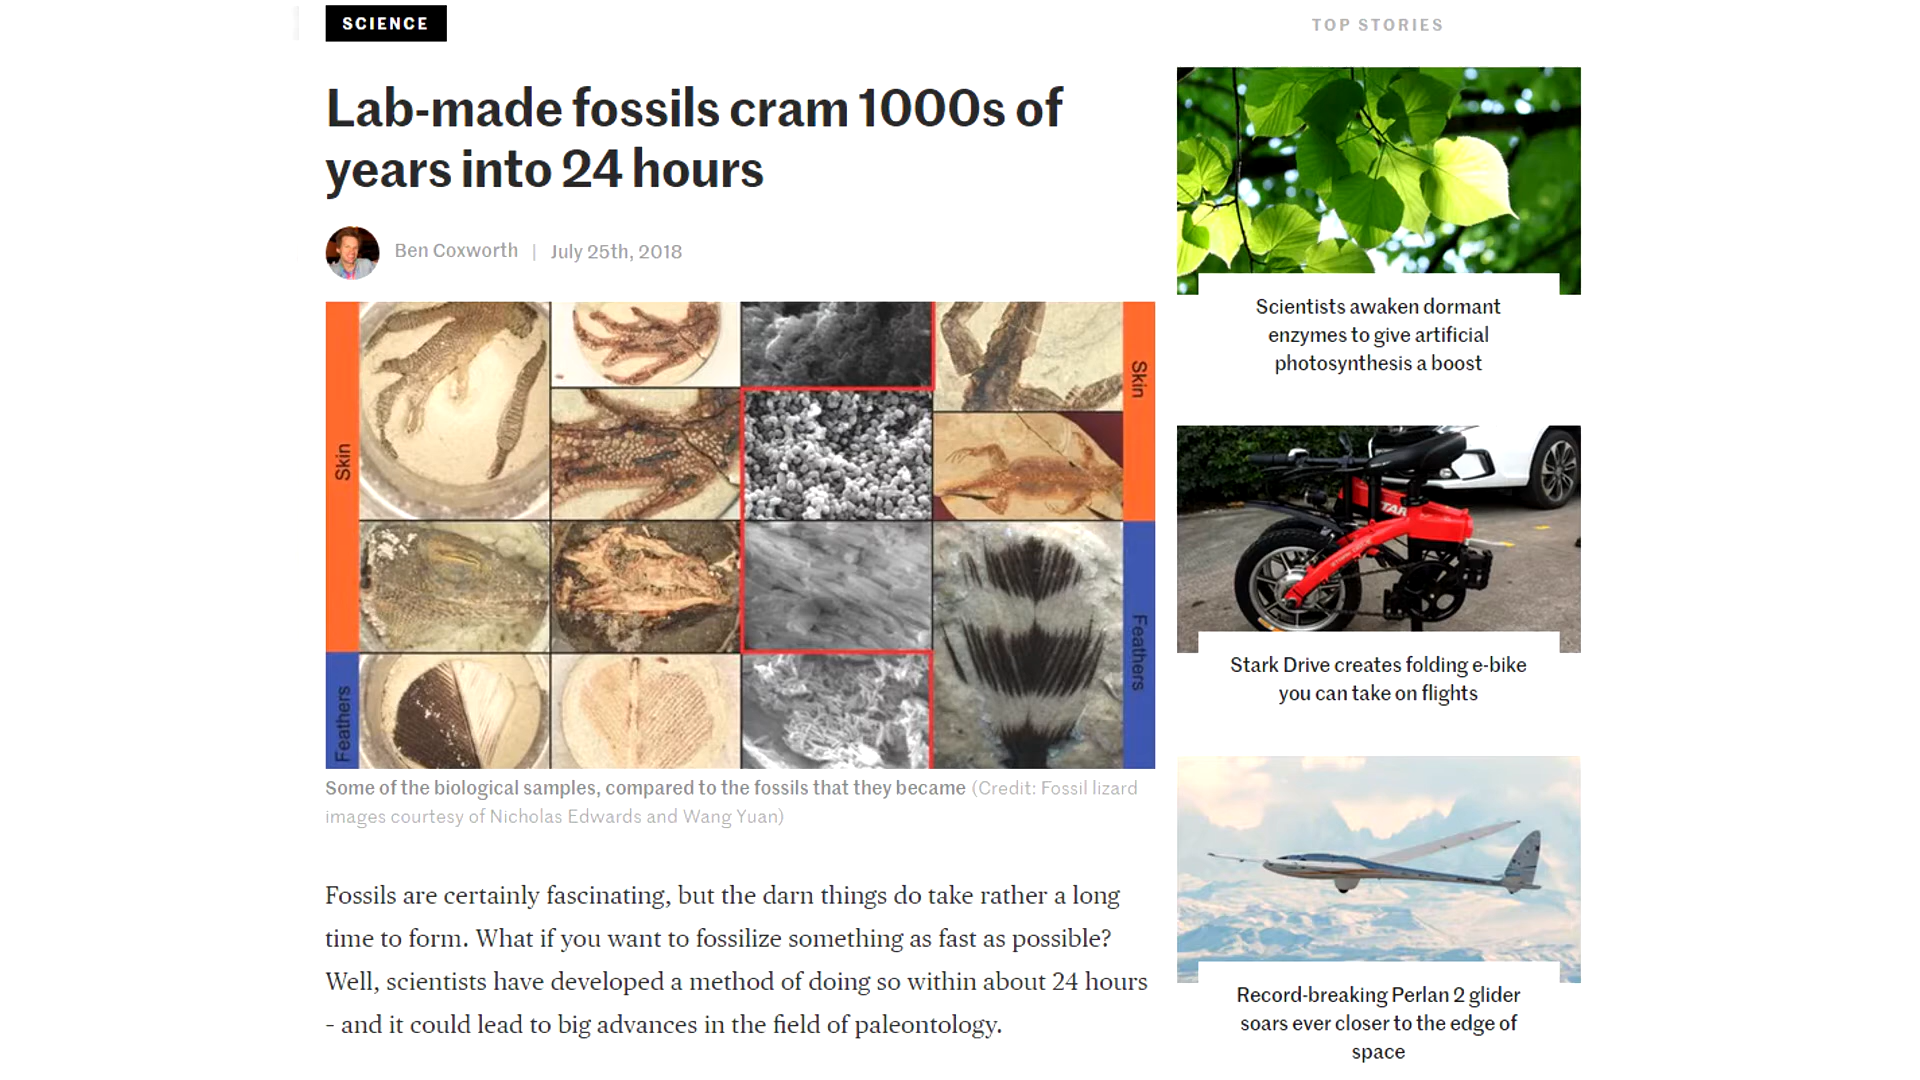 SCIENCE
Lab-made fossils cram 1000s of
years into 24 hours
Ben Coxworth | July 25th, 2018
Skin
Feathers
Skin
Feathers
Some of the biological samples, compared to the fossils that they became (Credit: Fossil lizard
images courtesy of Nicholas Edwards and Wang Yuan)
Fossils are certainly fascinating, but the darn things do take rather a long
time to form. What if you want to fossilize something as fast as possible?
Well, scientists have developed a method of doing so within about 24 hours
- and it could lead to big advances in the field of paleontology.
TOP STORIES
Scientists awaken dormant
enzymes to give artificial
photosynthesis a boost
TAR
Stark Drive creates folding e-bike
you can take on flights
Record-breaking Perlan 2 glider
soars ever closer to the edge of
space